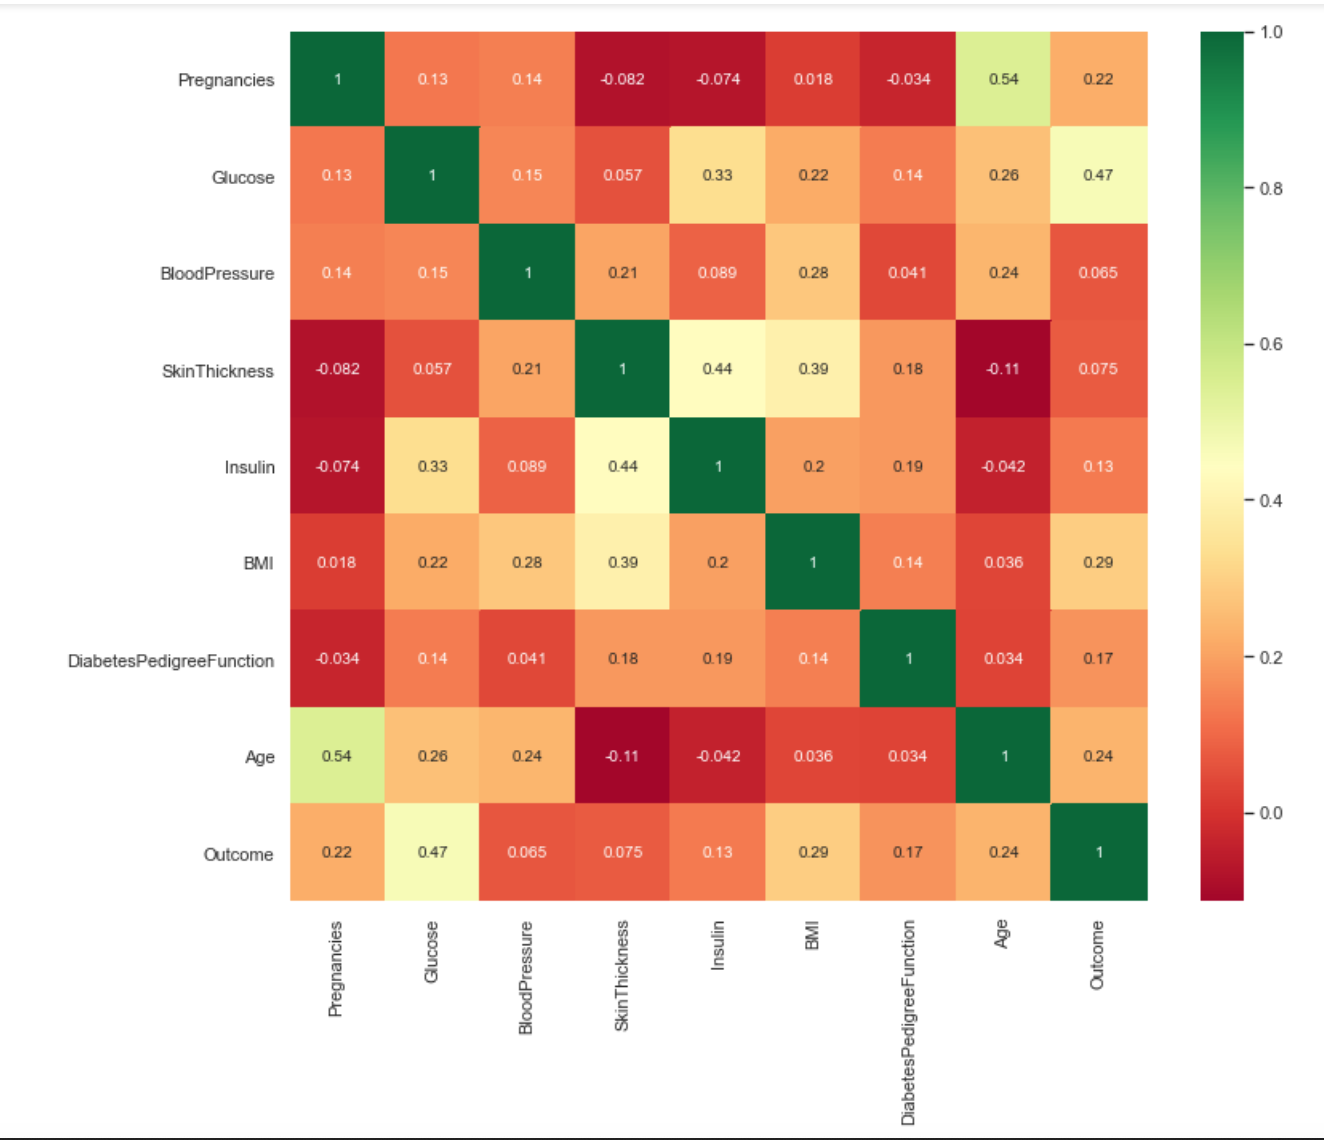 Pregnancies 1 0.13 0.14 -0.082 -0.074 0.018 -0.034 0.54 0.22
Glucose 0.13 1 0.15 0.057 0.33 0.22 0.14 0.26 0.47
BloodPressure 0.14 0.15 1 0.21 0.089 0.28 0.041 0.24 0.065
SkinThickness -0.082 0.057 0.21 1 0.44 0.39 0.18 -0.11 0.075
Insulin -0.074 0.33 0.089 0.44 1 0.2 0.19 -0.042 0.13
BMI 0.018 0.22 0.28 0.39 0.2 1 0.14 0.036 0.29
DiabetesPedigreeFunction -0.034 0.14 0.041 0.18 0.19 0.14 1 0.034 0.17
Age 0.54 0.26 0.24 -0.11 -0.042 0.036 0.034 1 0.24
Outcome 0.22 0.47 0.065 0.075 0.13 0.29 0.17 0.24 1
Pregnancies
Glucose
BloodPressure
SkinThickness
Insulin
BMI
DiabetesPedigreeFunction
Age
Outcome
1.0
0.8
0.6
0.4
0.2
0.0